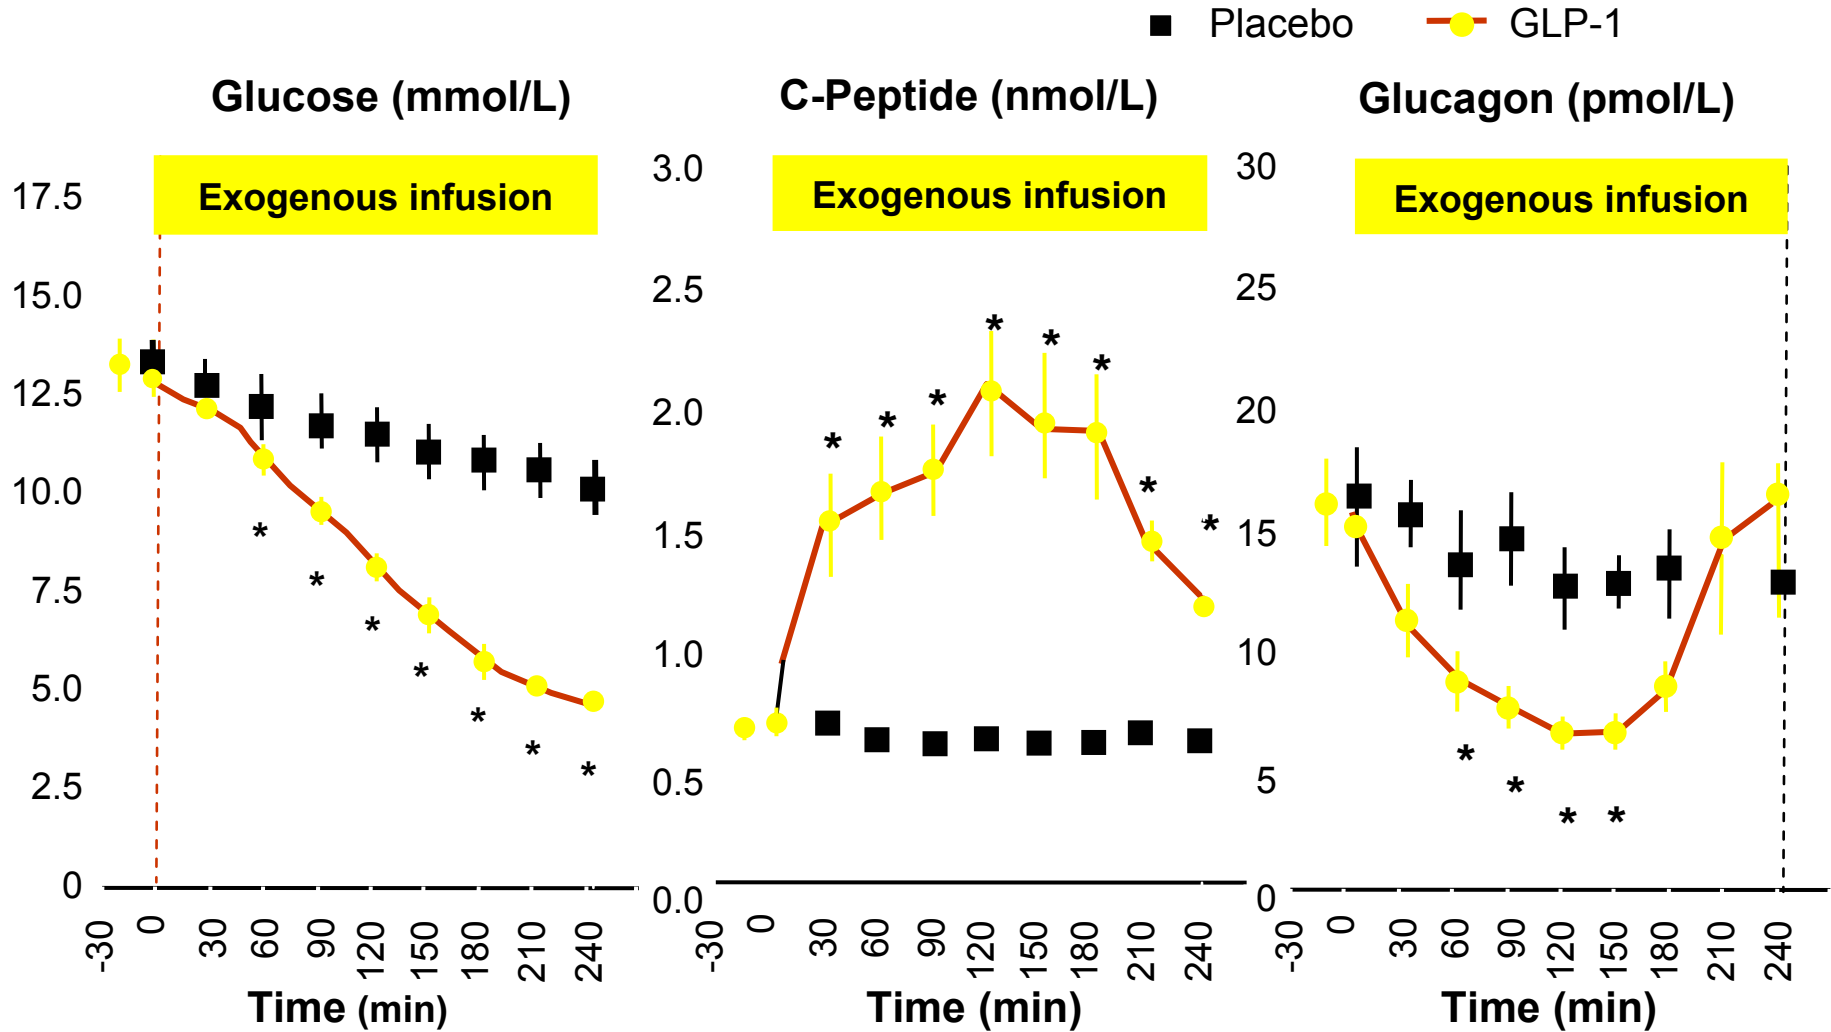 Placebo GLP-1
Glucose (mmol/L)
Exogenous infusion
17.5
15.0
12.5
10.0
7.5
5.0
2.5
0
-30 0 30 60 90 120 150 180 210 240
Time (min)
* * * * * * *
C-Peptide (nmol/L)
Exogenous infusion
3.0
2.5
2.0
1.5
1.0
0.5
0.0
-30 0 30 60 90 120 150 180 210 240
Time (min)
* * * * * * * *
Glucagon (pmol/L)
Exogenous infusion
30
25
20
15
10
5
0
-30 0 30 60 90 120 150 180 210 240
Time (min)
* * * *